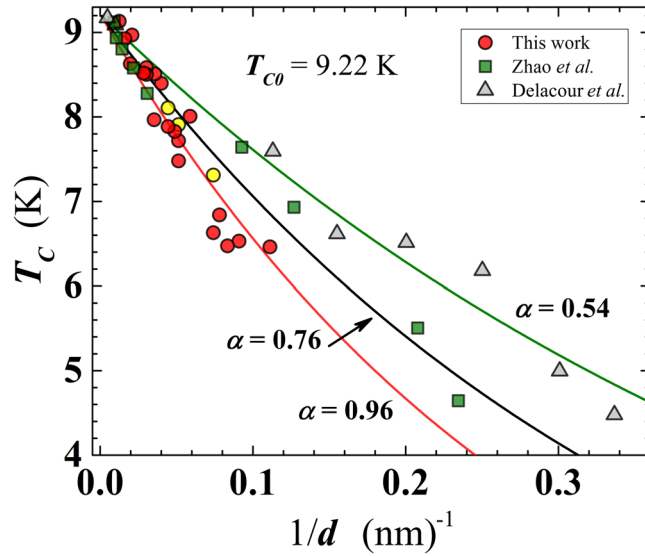 9
8
7
6
5
4
T_C (K)
T_C0 = 9.22 K
This work
Zhao et al.
Delacour et al.
α = 0.54
α = 0.76
α = 0.96
0.0 0.1 0.2 0.3
1/d (nm)^-1